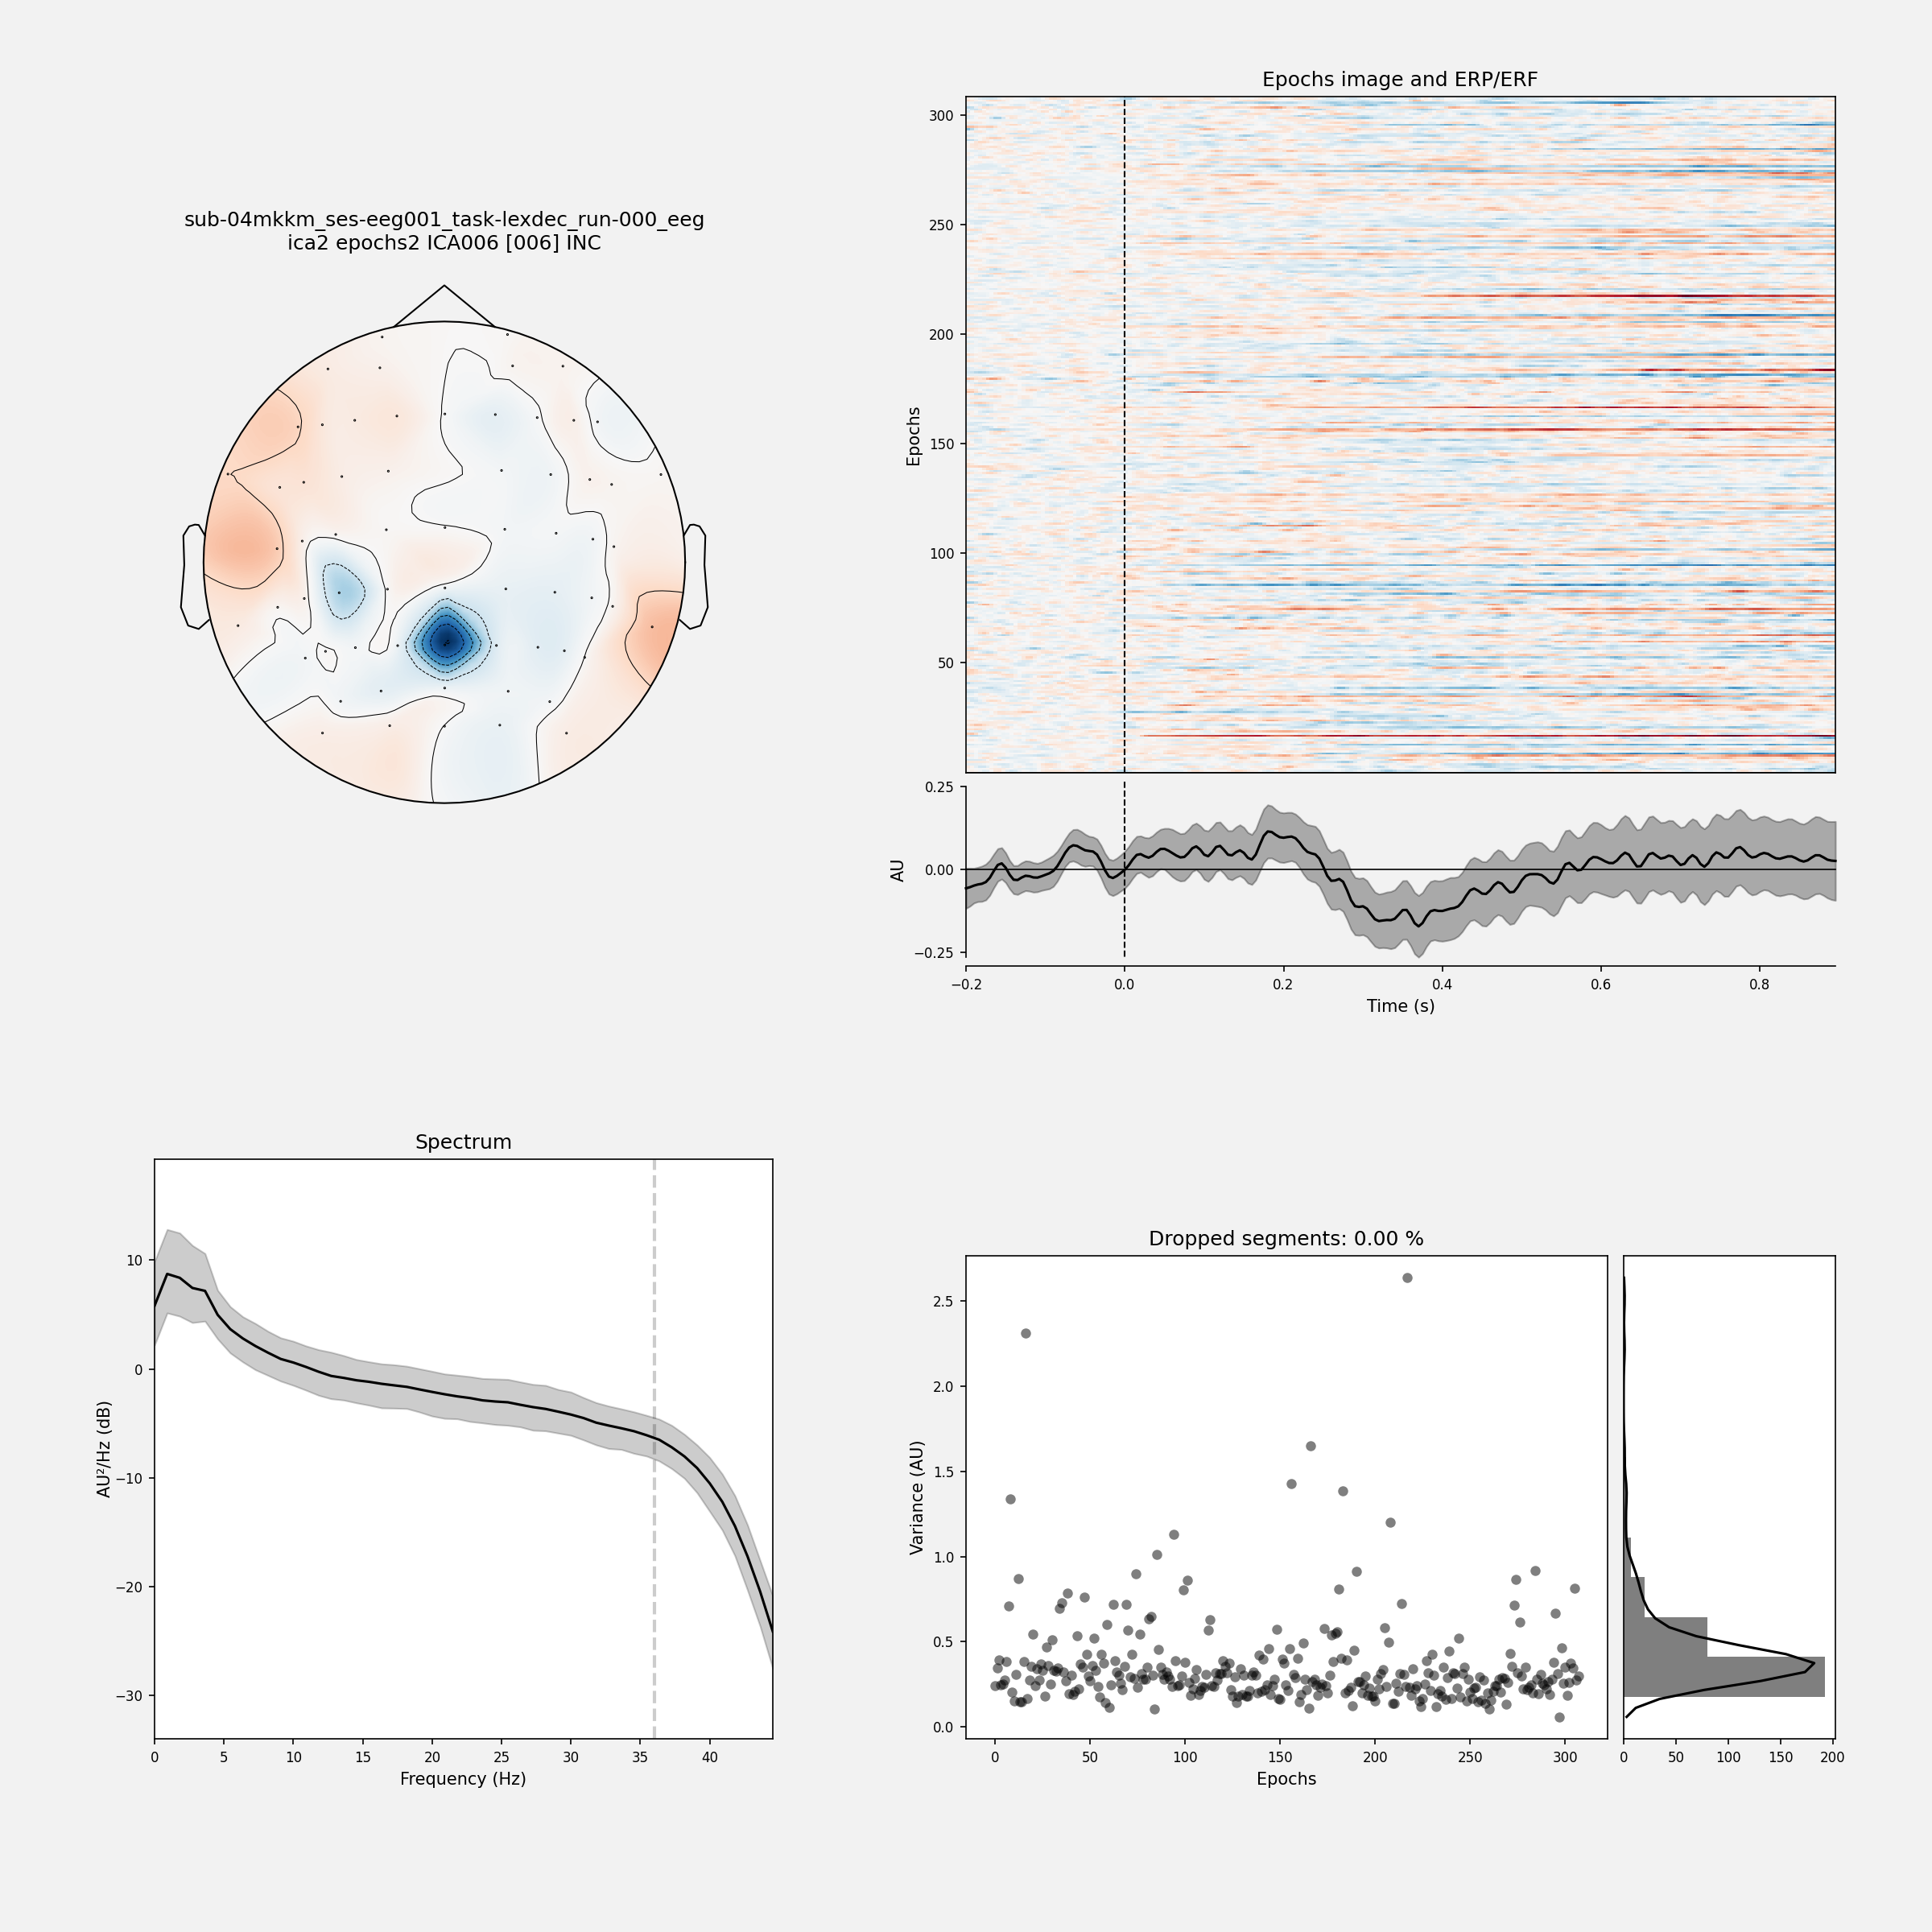 sub-04mkkm_ses-eeg001_task-lexdec_run-000_eeg
ica2 epochs2 ICA006 [006] INC
Epochs image and ERP/ERF
300
250
200
150
100
50
Epochs
0.25
0.00
−0.25
AU
−0.2 0.0 0.2 0.4 0.6 0.8
Time (s)
Spectrum
10
0
−10
−20
−30
AU²/Hz (dB)
0 5 10 15 20 25 30 35 40
Frequency (Hz)
Dropped segments: 0.00 %
2.5
2.0
1.5
1.0
0.5
0.0
Variance (AU)
0 50 100 150 200 250 300
Epochs
0 50 100 150 200